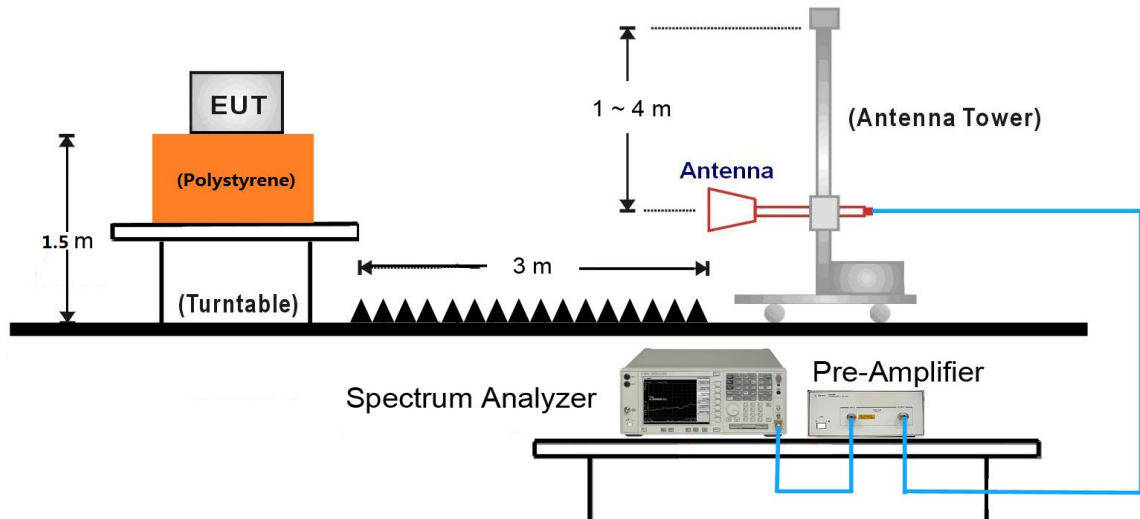 EUT
(Polystyrene)
1.5 m
(Turntable)
3 m
1 ~ 4 m
Antenna
(Antenna Tower)
Spectrum Analyzer
Pre-Amplifier